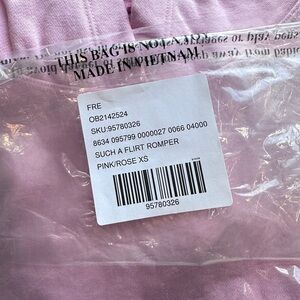 THIS BAG IS NOT A TOY
MADE IN VIETNAM
FRE
OB2142524
SKU:95780326
8634 095799 0000027 0066 04000
SUCH A FLIRT ROMPER
PINK/ROSE XS
95780326